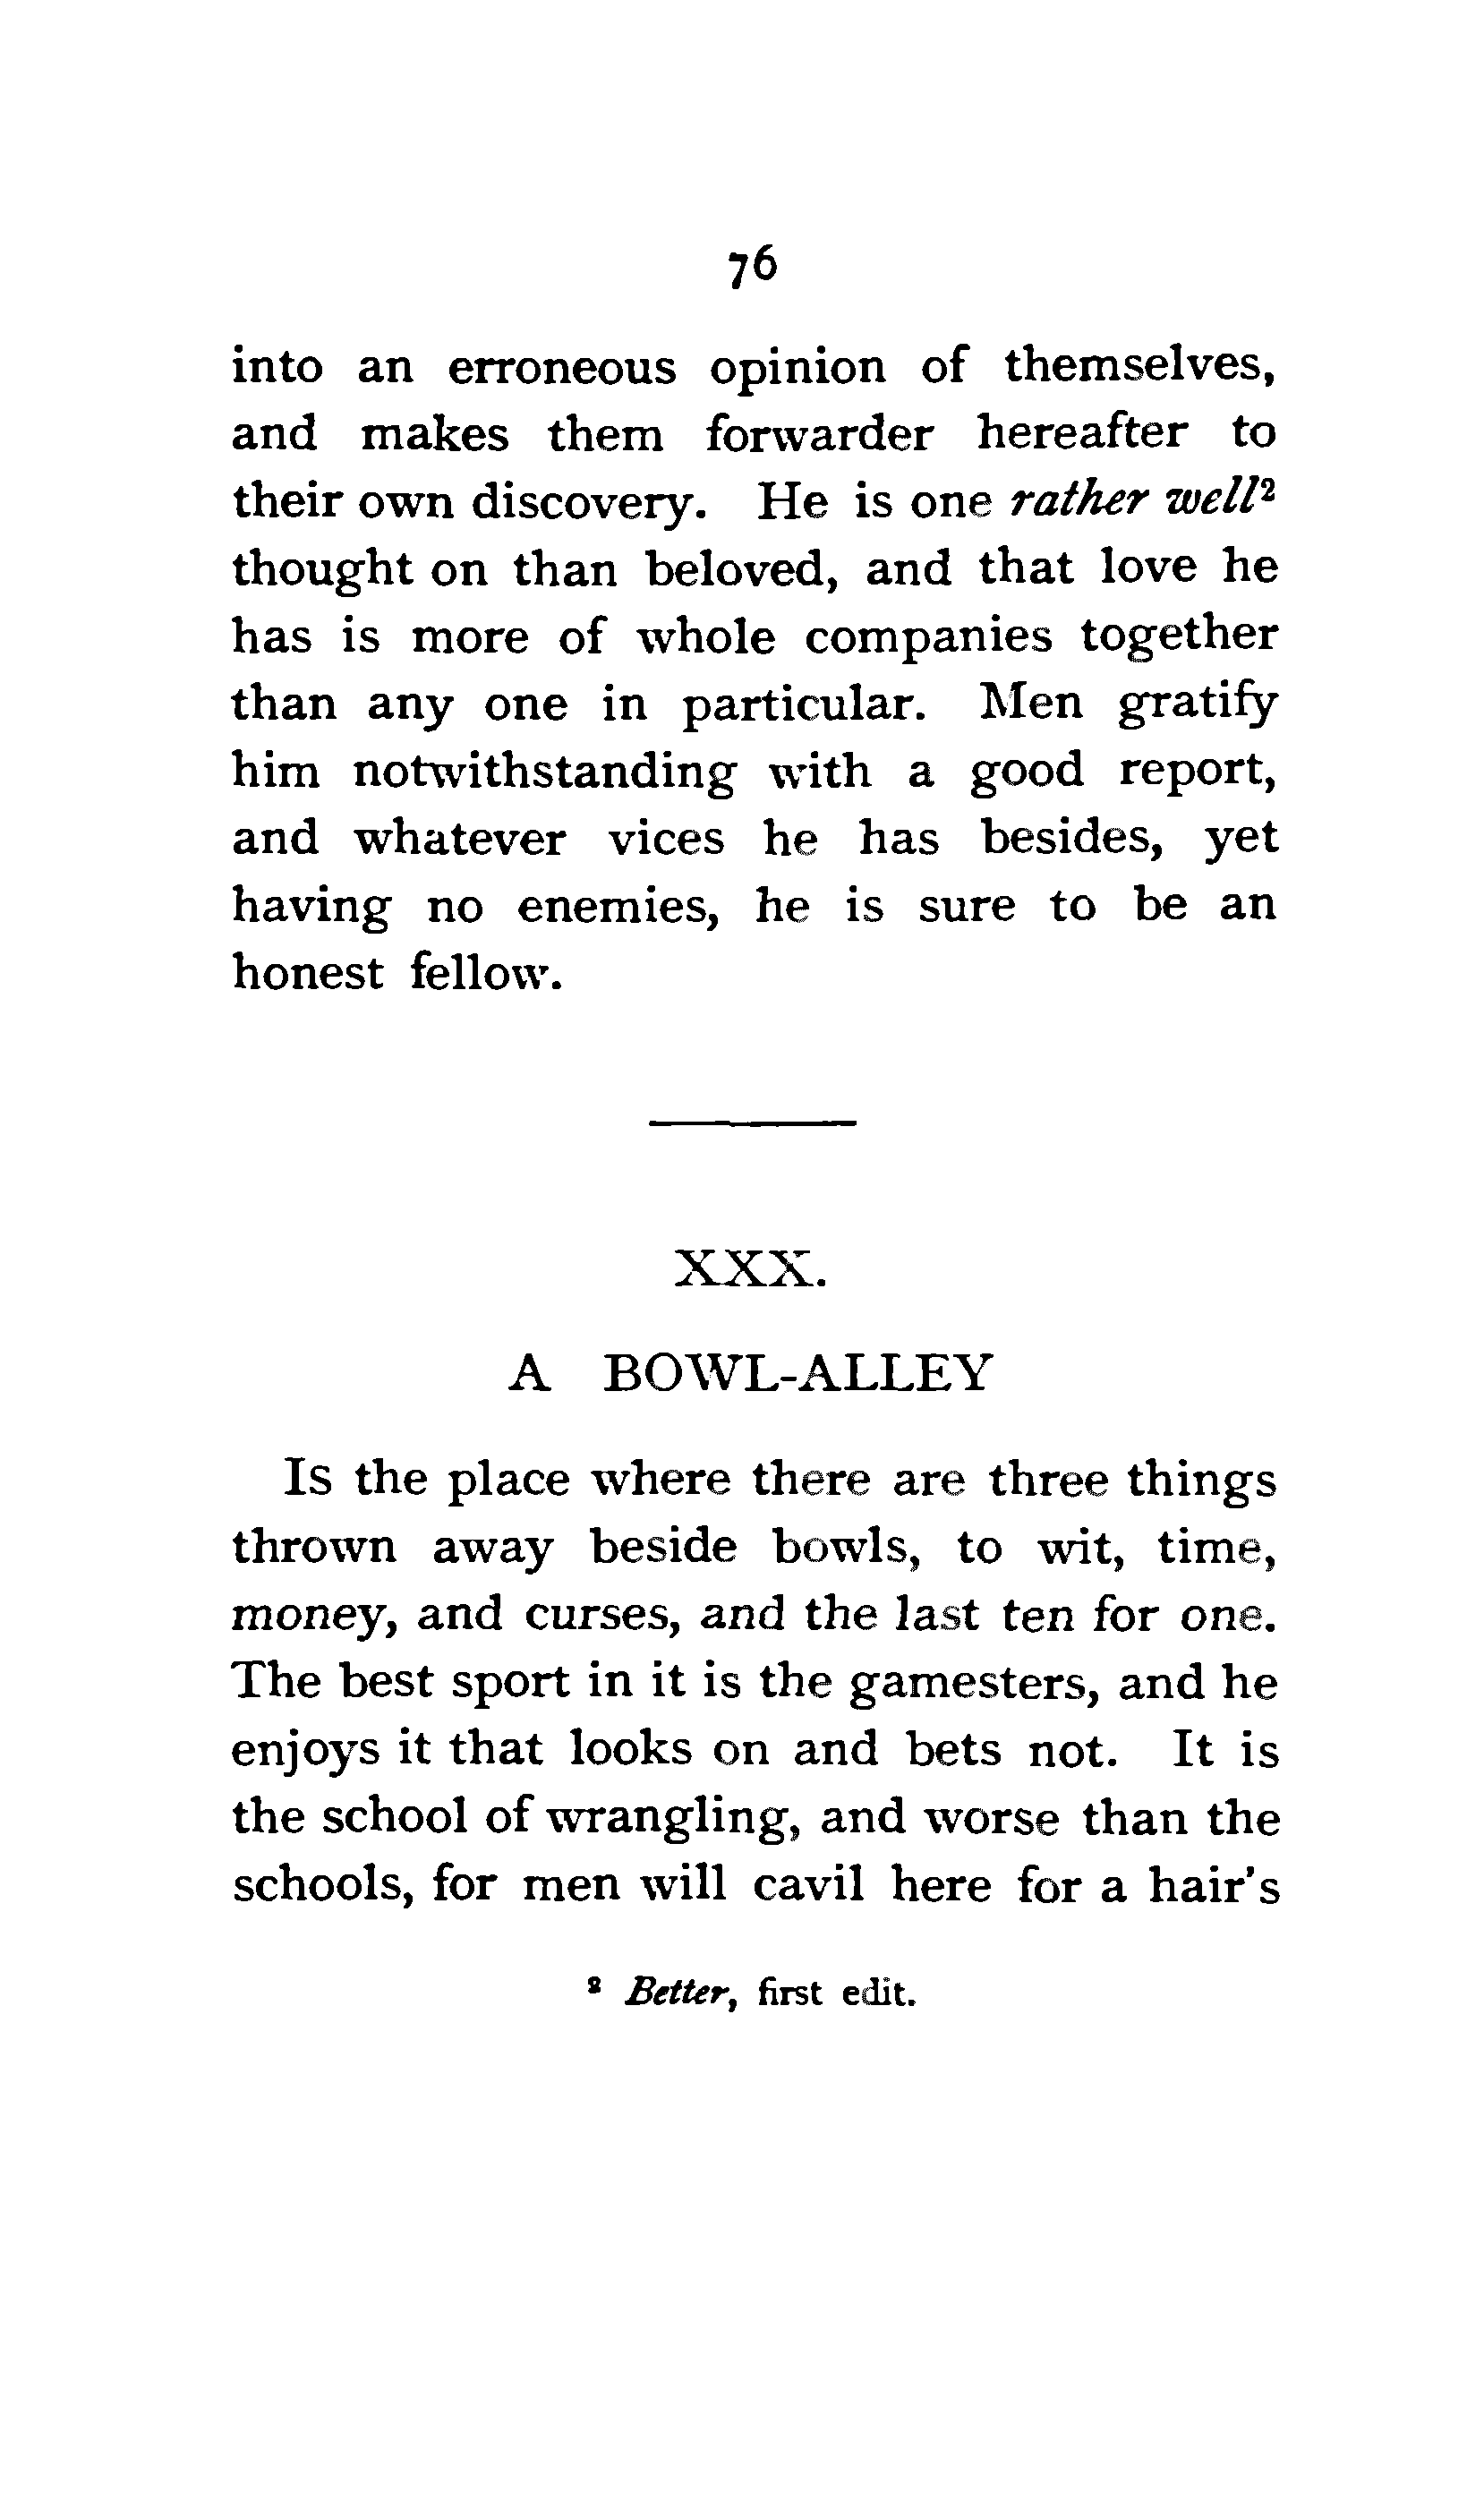 76
into an erroneous opinion of themselves,
and makes them forwarder hereafter to
their own discovery. He is one rather well²
thought on than beloved, and that love he
has is more of whole companies together
than any one in particular. Men gratify
him notwithstanding with a good report,
and whatever vices he has besides, yet
having no enemies, he is sure to be an
honest fellow.
XXX.
A BOWL-ALLEY
Is the place where there are three things
thrown away beside bowls, to wit, time,
money, and curses, and the last ten for one.
The best sport in it is the gamesters, and he
enjoys it that looks on and bets not. It is
the school of wrangling, and worse than the
schools, for men will cavil here for a hair's
² Better, first edit.